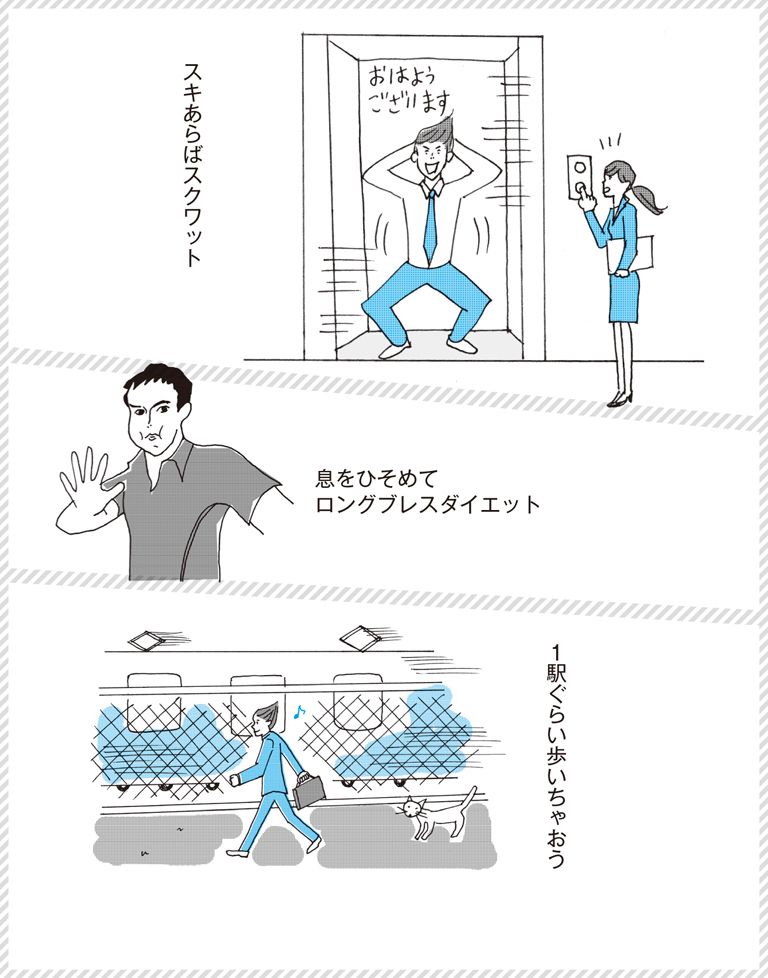 スキあらばスクワット
おはよう
ございます
息をひそめて
ロングブレスダイエット
1駅ぐらい歩いちゃおう